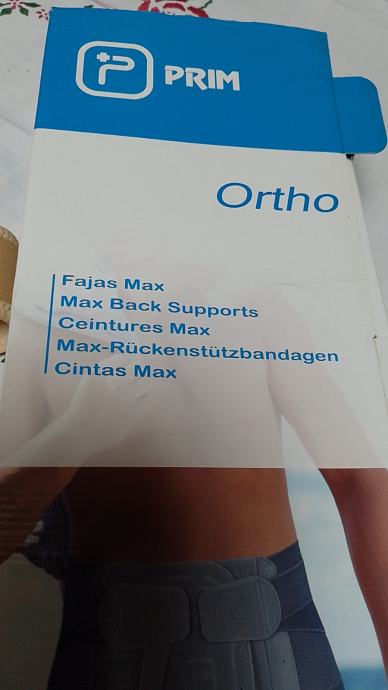 PRIM
Ortho
Fajas Max
Max Back Supports
Ceintures Max
Max-Rückenstützbandagen
Cintas Max